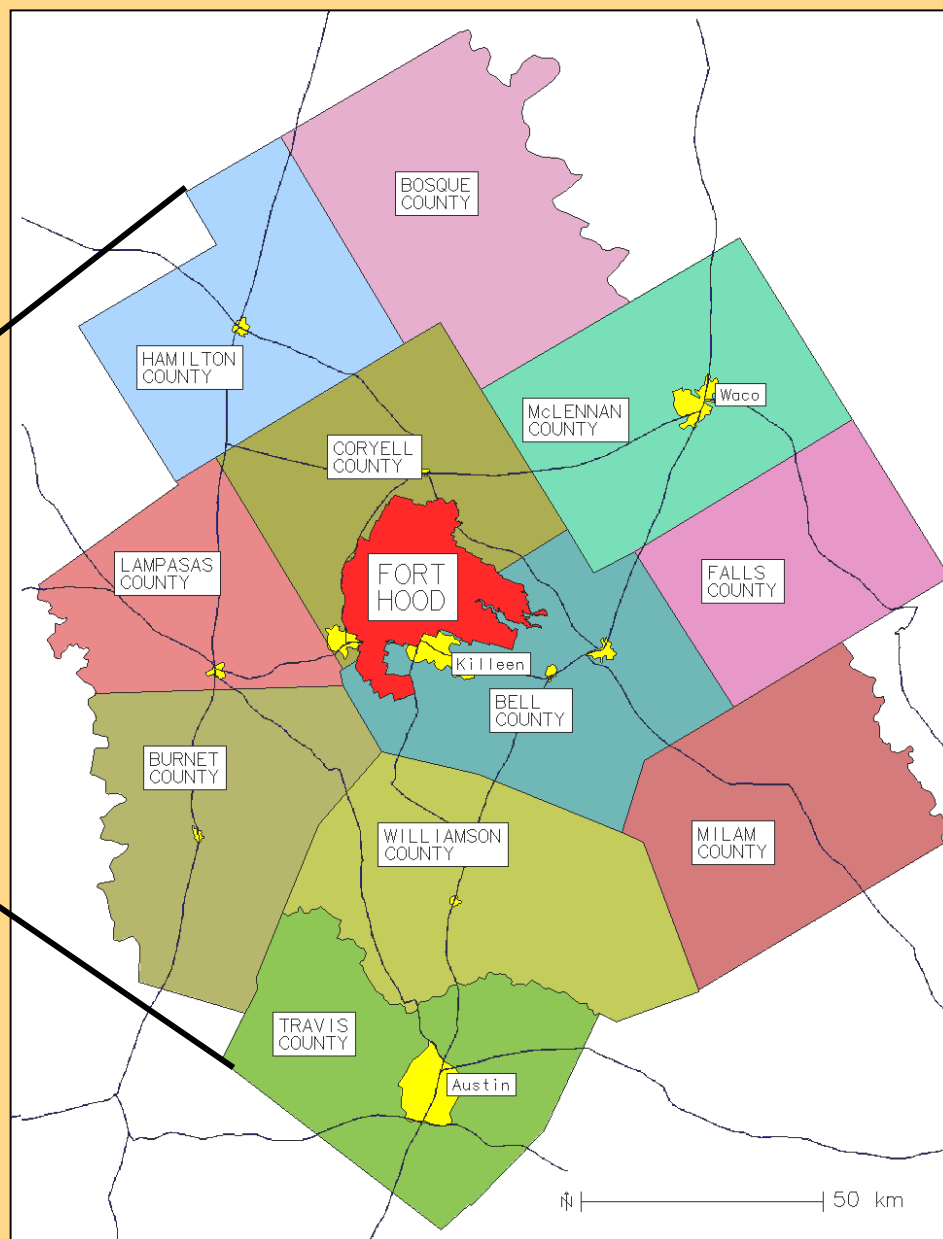 BOSQUE
COUNTY
HAMILTON
COUNTY
McLENNAN
COUNTY
Waco
CORYELL
COUNTY
LAMPASAS
COUNTY
FORT
HOOD
FALLS
COUNTY
Killeen
BELL
COUNTY
BURNET
COUNTY
WILLIAMSON
COUNTY
MILAM
COUNTY
TRAVIS
COUNTY
Austin
N 50 km